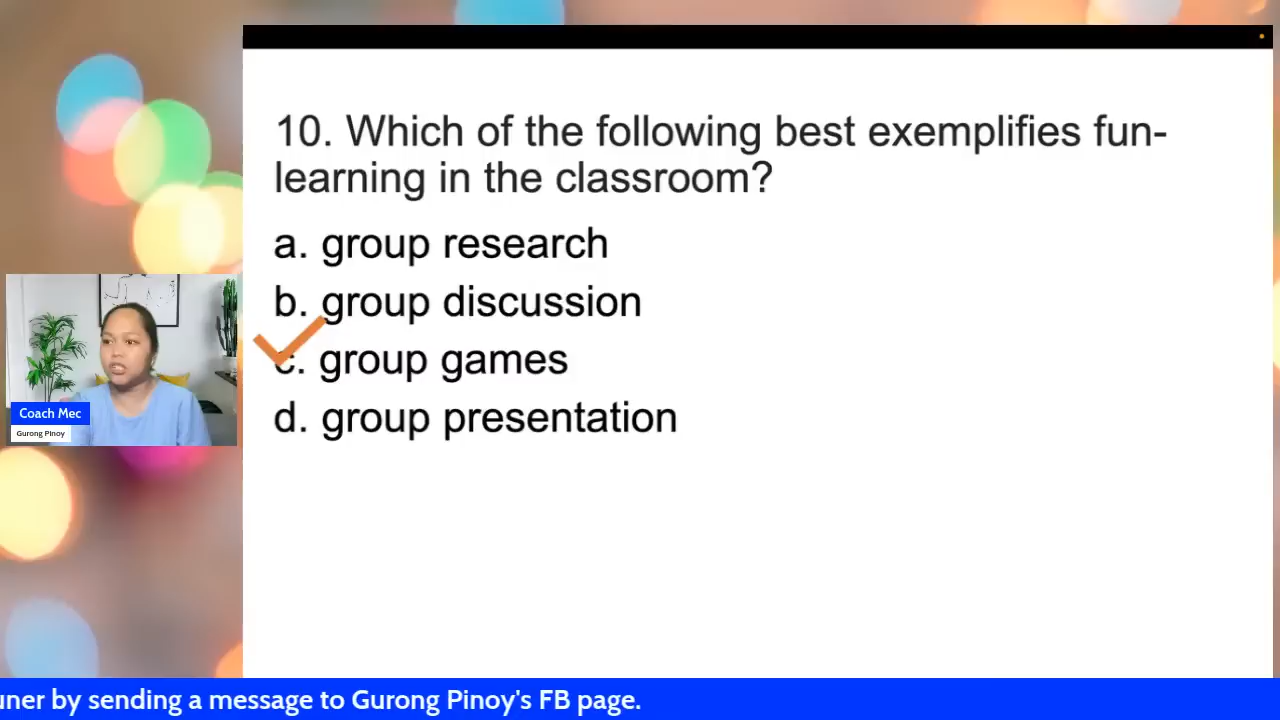 10. Which of the following best exemplifies fun-
learning in the classroom?
a. group research
b. group discussion
c. group games
d. group presentation
Coach Mec
Gurong Pinoy
by sending a message to Gurong Pinoy's FB page.